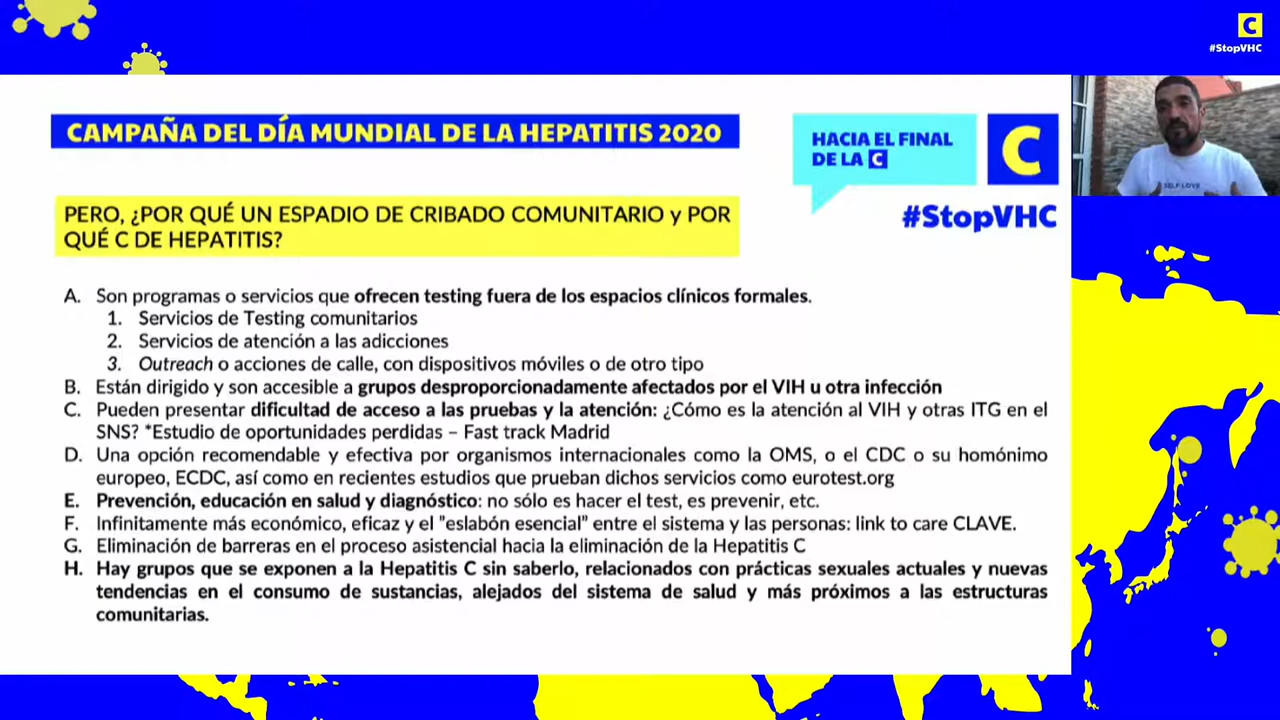 C
#StopVHC
CAMPAÑA DEL DÍA MUNDIAL DE LA HEPATITIS 2020
HACIA EL FINAL
DE LA C
C
#StopVHC
PERO, ¿POR QUÉ UN ESPADIO DE CRIBADO COMUNITARIO y POR
QUÉ C DE HEPATITIS?
A. Son programas o servicios que ofrecen testing fuera de los espacios clínicos formales.
1. Servicios de Testing comunitarios
2. Servicios de atención a las adicciones
3. Outreach o acciones de calle, con dispositivos móviles o de otro tipo
B. Están dirigido y son accesible a grupos desproporcionadamente afectados por el VIH u otra infección
C. Pueden presentar dificultad de acceso a las pruebas y la atención: ¿Cómo es la atención al VIH y otras ITG en el
SNS? *Estudio de oportunidades perdidas – Fast track Madrid
D. Una opción recomendable y efectiva por organismos internacionales como la OMS, o el CDC o su homónimo
europeo, ECDC, así como en recientes estudios que prueban dichos servicios como eurotest.org
E. Prevención, educación en salud y diagnóstico: no sólo es hacer el test, es prevenir, etc.
F. Infinitamente más económico, eficaz y el "eslabón esencial” entre el sistema y las personas: link to care CLAVE.
G. Eliminación de barreras en el proceso asistencial hacia la eliminación de la Hepatitis C
H. Hay grupos que se exponen a la Hepatitis C sin saberlo, relacionados con prácticas sexuales actuales y nuevas
tendencias en el consumo de sustancias, alejados del sistema de salud y más próximos a las estructuras
comunitarias.
SELF LOVE